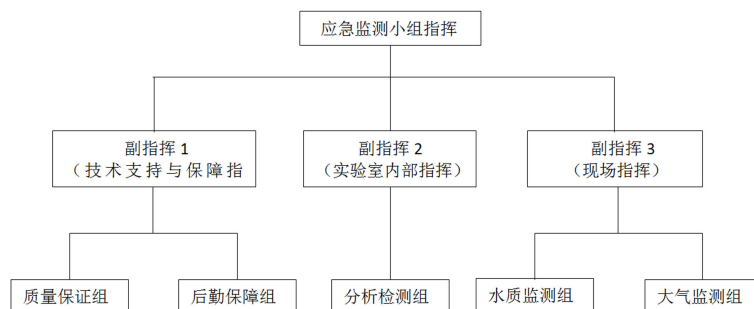 应急监测小组指挥
副指挥 1
（技术支持与保障指
副指挥 2
（实验室内部指挥）
副指挥 3
（现场指挥）
质量保证组
后勤保障组
分析检测组
水质监测组
大气监测组